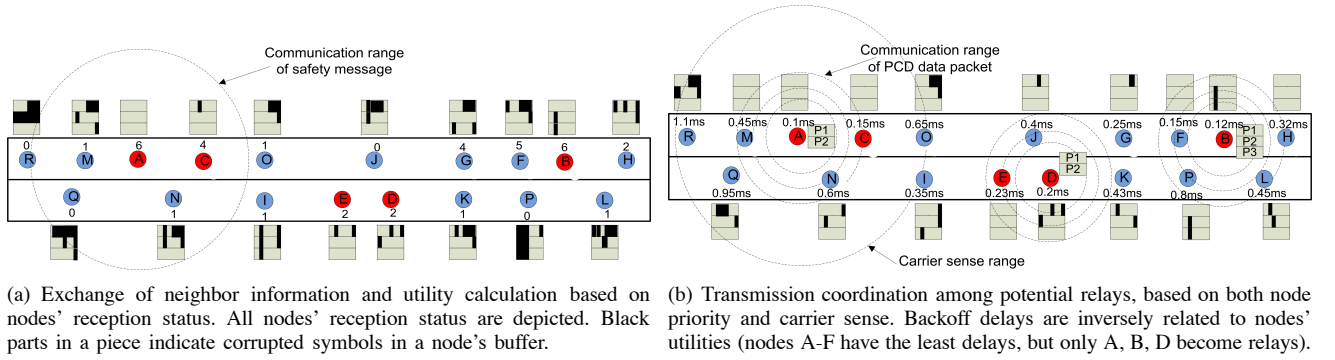 Communication range
of safety message
0 1 6 4 1 0 4 5 6 2
R M A C O J G F B H
Q N I E D K P L
0 1 1 2 2 1 0 1
(a) Exchange of neighbor information and utility calculation based on
nodes' reception status. All nodes' reception status are depicted. Black
parts in a piece indicate corrupted symbols in a node's buffer.
Communication range
of PCD data packet
1.1ms 0.45ms 0.1ms 0.15ms 0.65ms 0.4ms 0.25ms 0.15ms 0.12ms 0.32ms
R M A P1 C O J G F B P1 H
P2 P2
P3
P1
P2
Q N I E D K P L
0.95ms 0.6ms 0.35ms 0.23ms 0.2ms 0.43ms 0.8ms 0.45ms
Carrier sense range
(b) Transmission coordination among potential relays, based on both node
priority and carrier sense. Backoff delays are inversely related to nodes'
utilities (nodes A-F have the least delays, but only A, B, D become relays).